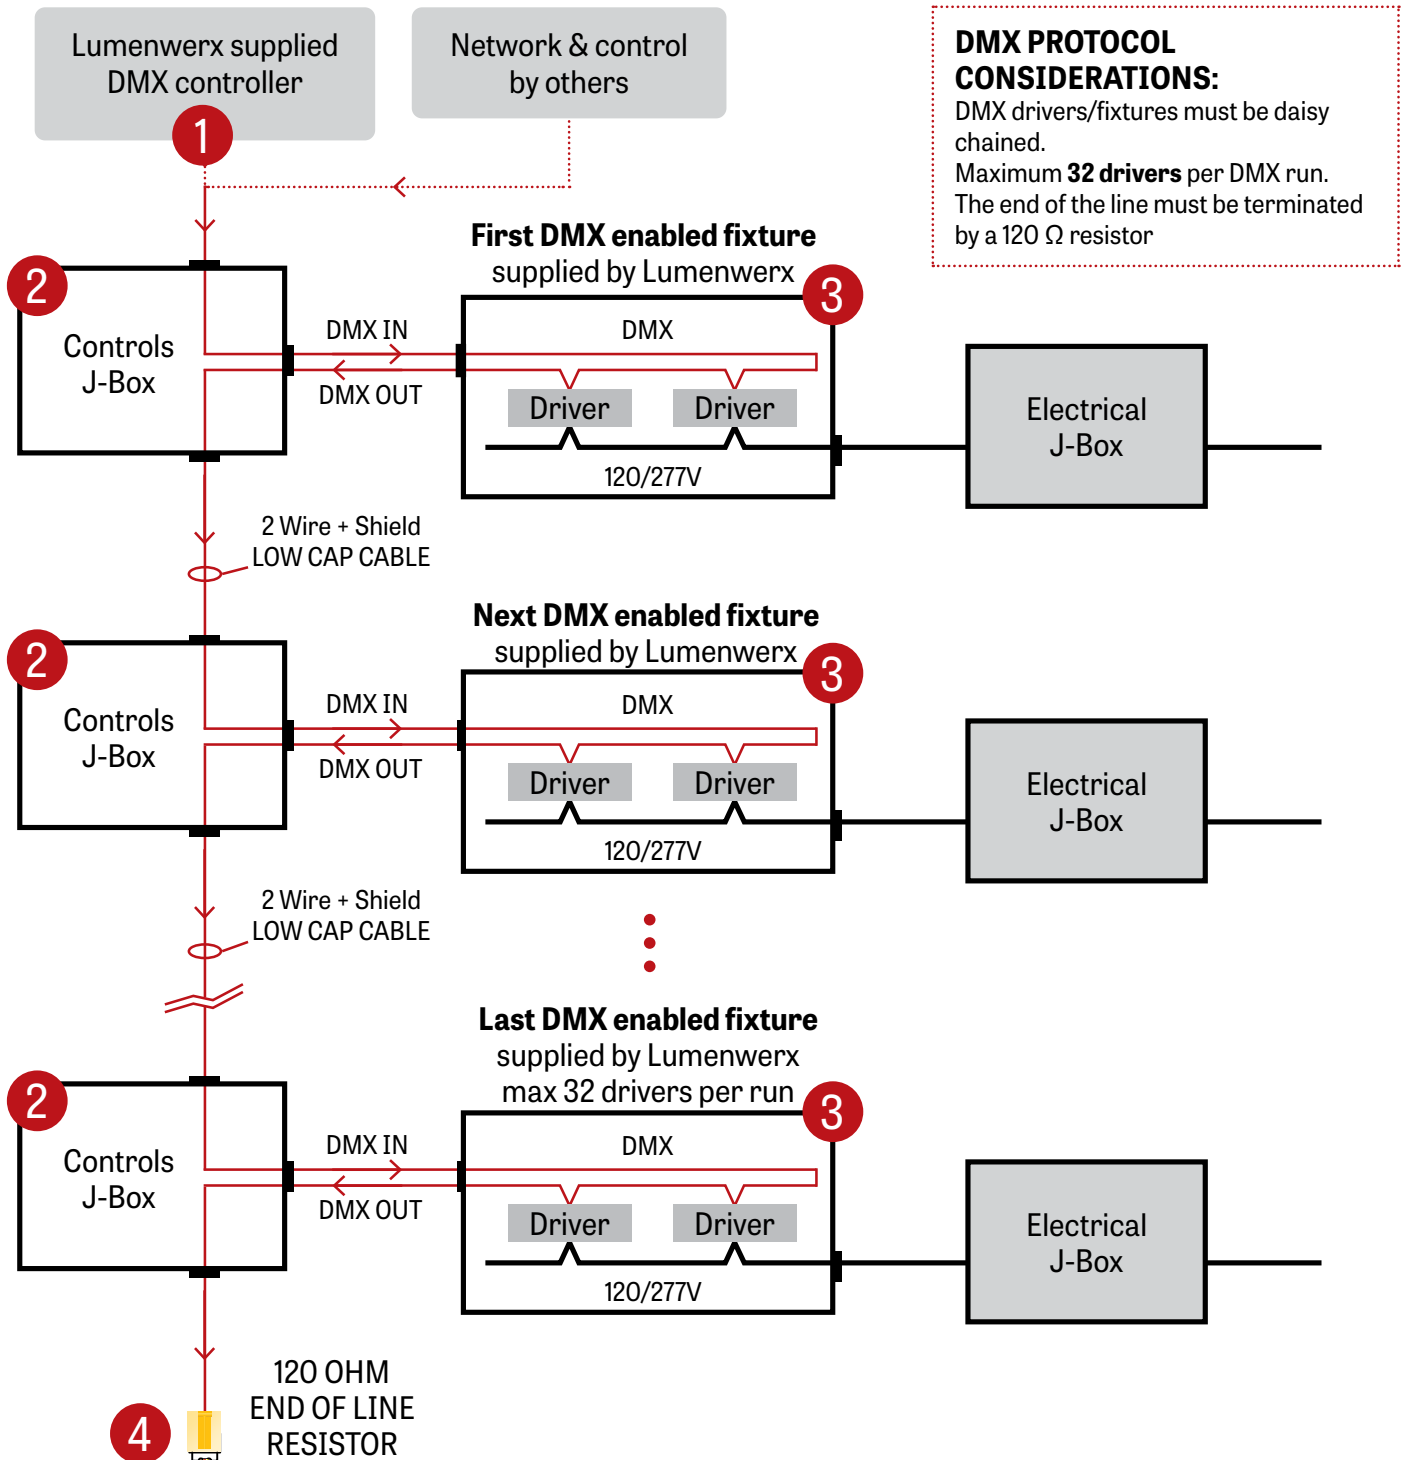 Lumenwerx supplied
DMX controller
1
Network & control
by others
DMX PROTOCOL
CONSIDERATIONS:
DMX drivers/fixtures must be daisy
chained.
Maximum 32 drivers per DMX run.
The end of the line must be terminated
by a 120 Ω resistor
First DMX enabled fixture
supplied by Lumenwerx
2
Controls
J-Box
DMX IN
DMX OUT
3
DMX
Driver
Driver
120/277V
Electrical
J-Box
2 Wire + Shield
LOW CAP CABLE
Next DMX enabled fixture
supplied by Lumenwerx
2
Controls
J-Box
DMX IN
DMX OUT
3
DMX
Driver
Driver
120/277V
Electrical
J-Box
2 Wire + Shield
LOW CAP CABLE
Last DMX enabled fixture
supplied by Lumenwerx
max 32 drivers per run
2
Controls
J-Box
DMX IN
DMX OUT
3
DMX
Driver
Driver
120/277V
Electrical
J-Box
4
120 OHM
END OF LINE
RESISTOR